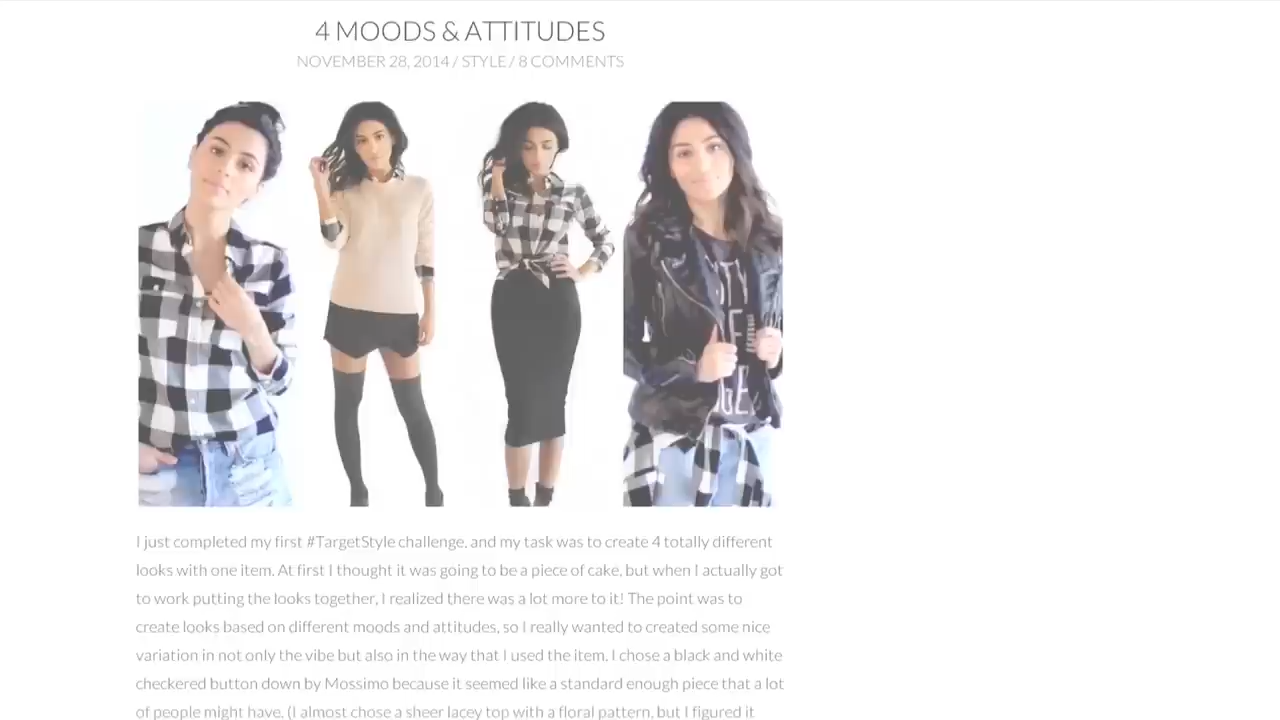 4 MOODS & ATTITUDES
NOVEMBER 28, 2014 / STYLE / 8 COMMENTS
I just completed my first #TargetStyle challenge, and my task was to create 4 totally different
looks with one item. At first I thought it was going to be a piece of cake, but when I actually got
to work putting the looks together, I realized there was a lot more to it! The point was to
create looks based on different moods and attitudes, so I really wanted to created some nice
variation in not only the vibe but also in the way that I used the item. I chose a black and white
checkered button down by Mossimo because it seemed like a standard enough piece that a lot
of people might have. (I almost chose a sheer lacey top with a floral pattern, but I figured it